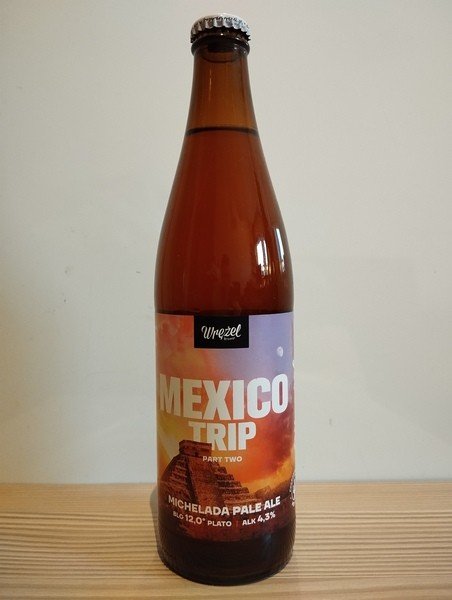 Wrężel
MEXICO
TRIP
PART TWO
MICHELADA PALE ALE
BLG 12,0° PLATO | ALK 4,3%